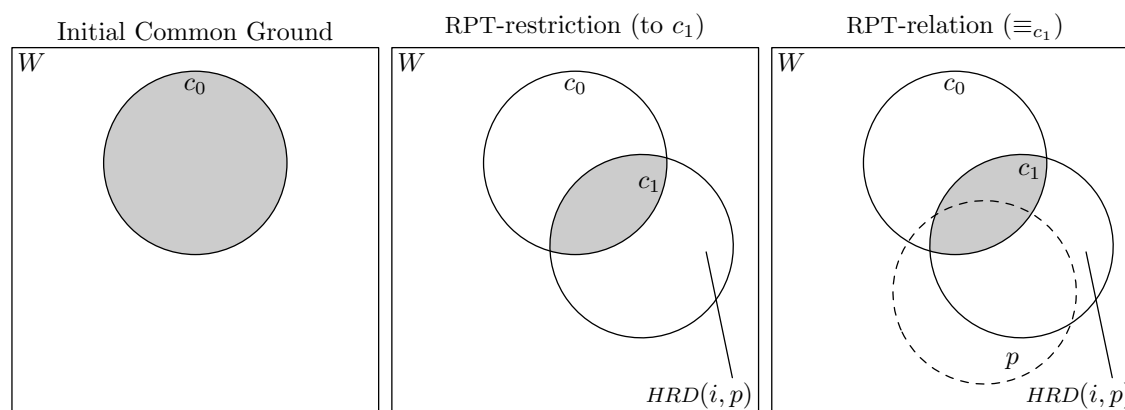 Initial Common Ground
W
c₀
RPT-restriction (to c₁)
W
c₀
c₁
HRD(i, p)
RPT-relation (≡c₁)
W
c₀
c₁
p
HRD(i, p)